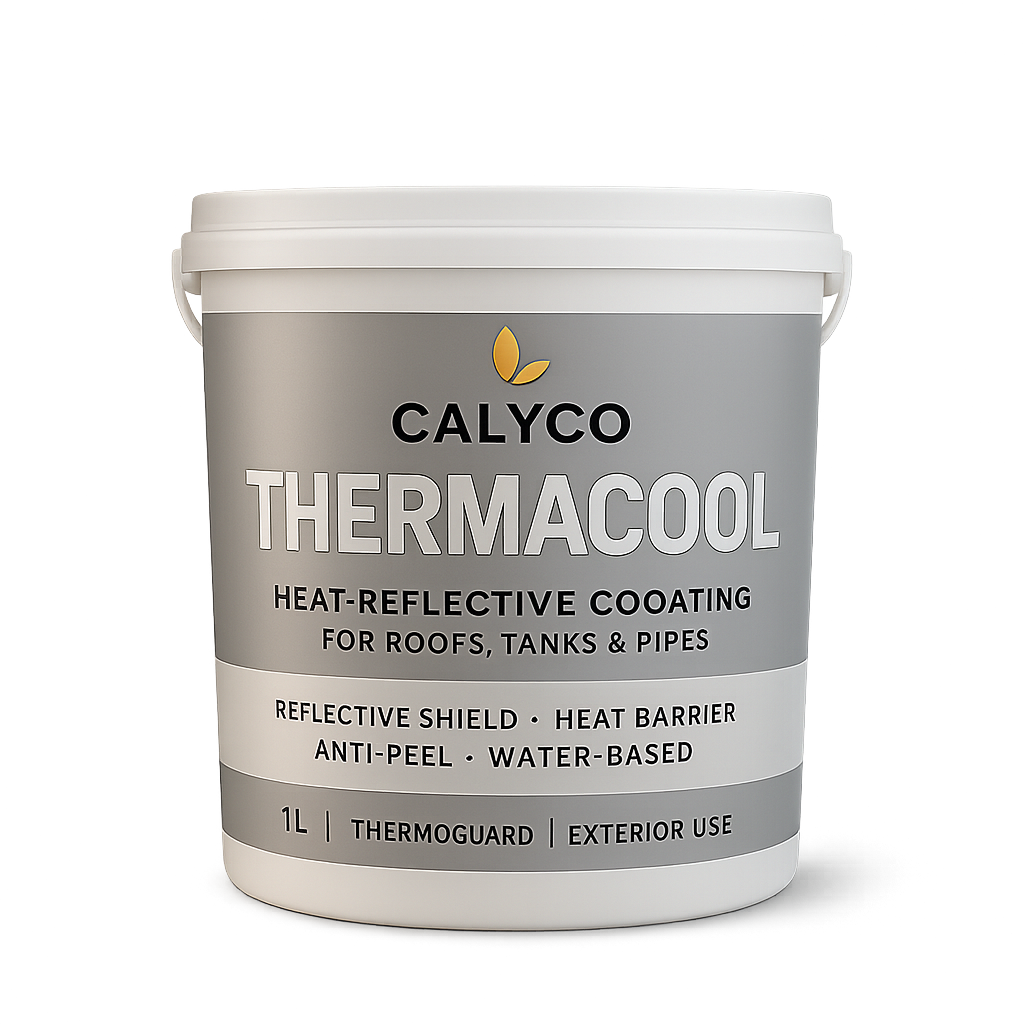 CALYCO
THERMACOOL
HEAT-REFLECTIVE COOATING
FOR ROOFS, TANKS & PIPES
REFLECTIVE SHIELD · HEAT BARRIER
ANTI-PEEL · WATER-BASED
1L | THERMOGUARD | EXTERIOR USE